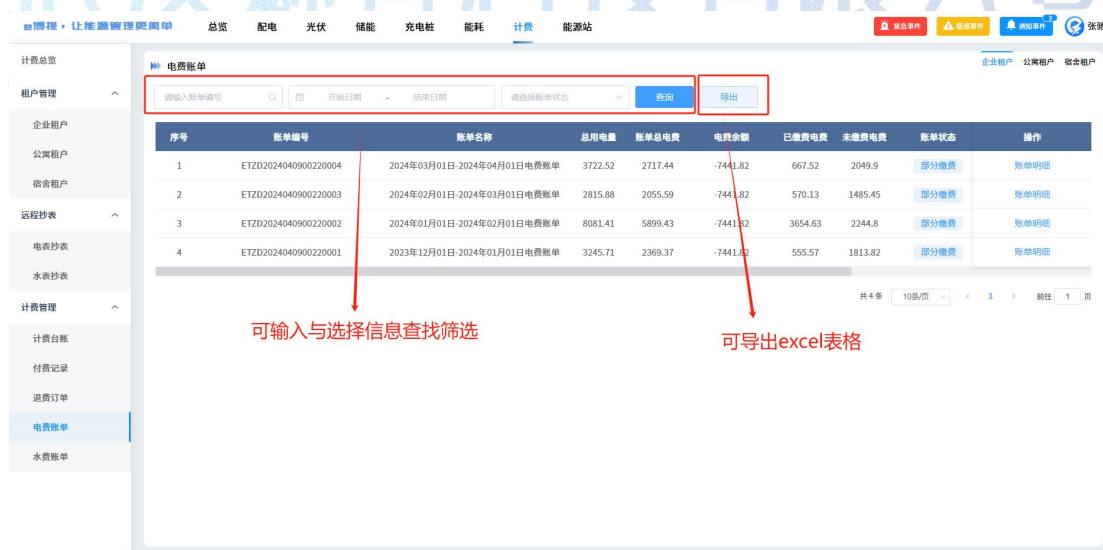 e博视·让能源管理更简单 总览 配电 光伏 储能 充电桩 能耗 计费 能源站 紧急事件 隐患事件 通知事件 3
计费总览
电费账单 企业租户 公寓租户 宿舍租户
租户管理
请输入账单编号 开始日期 - 结束日期 请选择账单状态 查询 导出
企业租户
序号 账单编号 账单名称 总用电量 账单总电费 电费余额 已缴费电费 未缴费电费 账单状态 操作
公寓租户
1 ETZD2024040900220004 2024年03月01日-2024年04月01日电费账单 3722.52 2717.44 -7441.82 667.52 2049.9 部分缴费 账单明细
宿舍租户
2 ETZD2024040900220003 2024年02月01日-2024年03月01日电费账单 2815.88 2055.59 -7441.82 570.13 1485.45 部分缴费 账单明细
远程抄表
3 ETZD2024040900220002 2024年01月01日-2024年02月01日电费账单 8081.41 5899.43 -7441.82 3654.63 2244.8 部分缴费 账单明细
电表抄表
4 ETZD2024040900220001 2023年12月01日-2024年01月01日电费账单 3245.71 2369.37 -7441.82 555.57 1813.82 部分缴费 账单明细
水表抄表
共4条 10条/页 < 1 > 前往 1 页
计费管理
可输入与选择信息查找筛选
可导出excel表格
计费台账
付费记录
退费订单
电费账单
水费账单